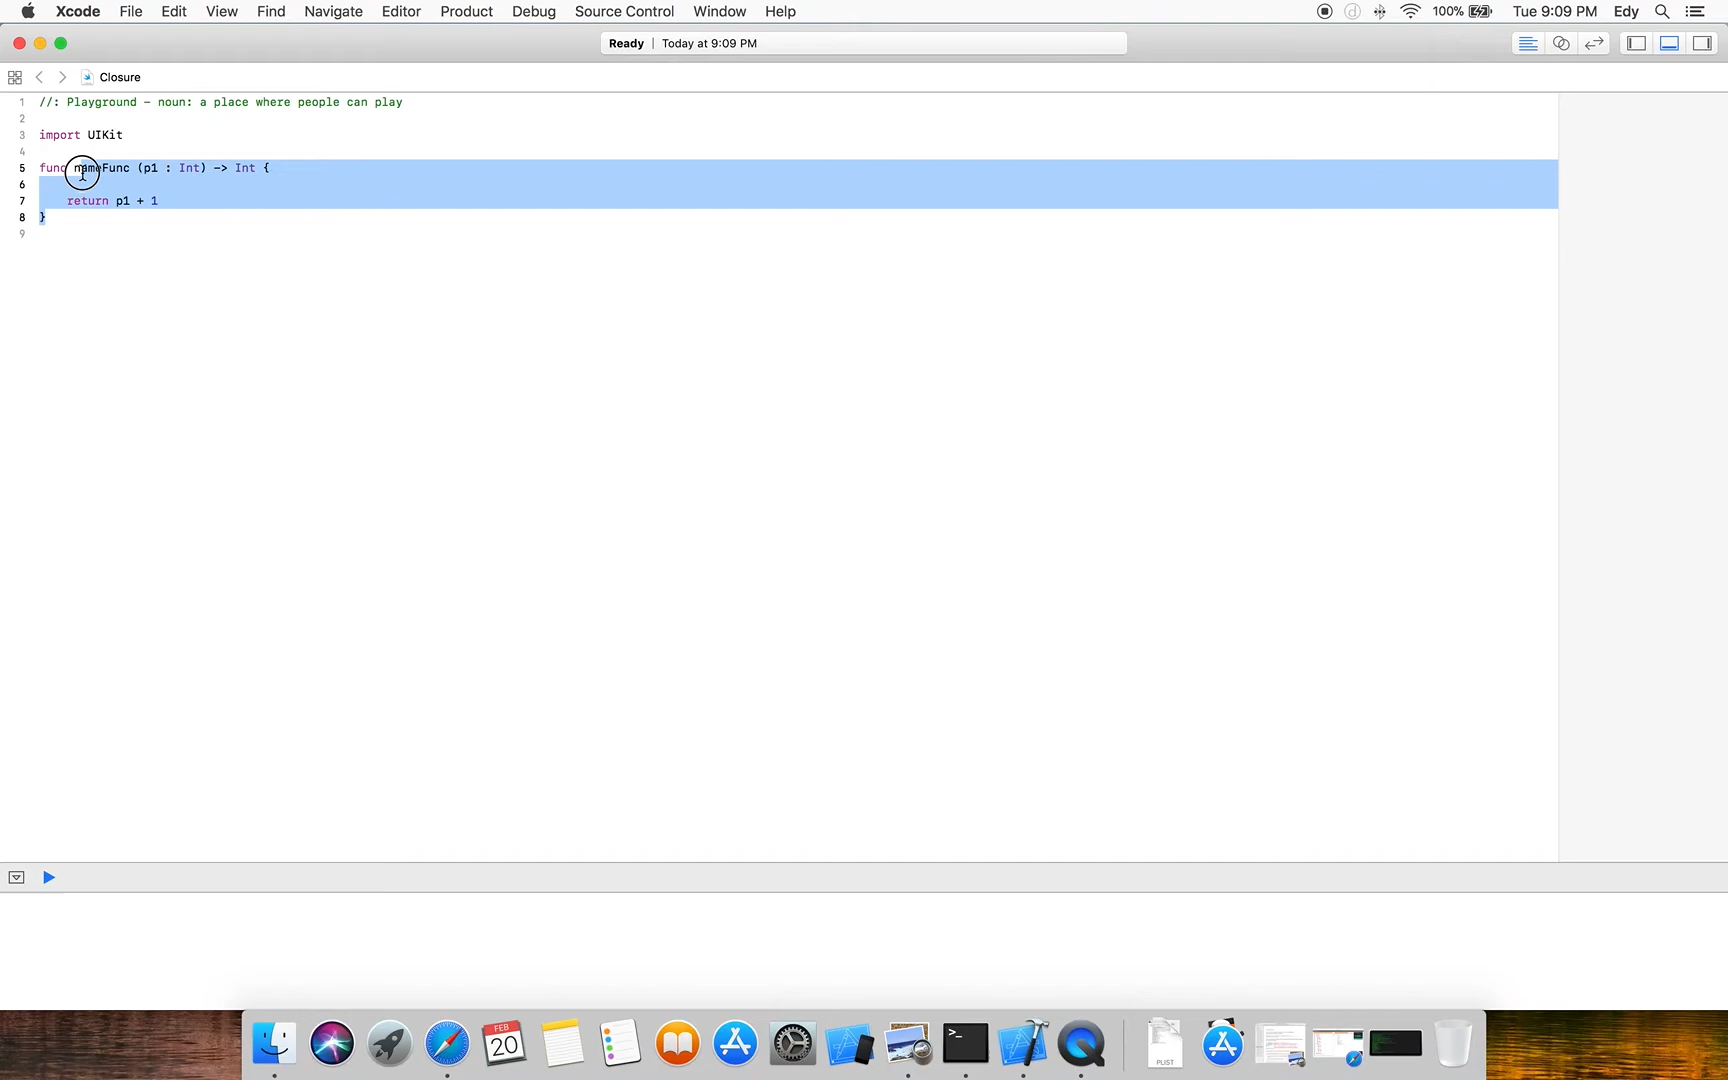 Xcode File Edit View Find Navigate Editor Product Debug Source Control Window Help 100% Tue 9:09 PM Edy
Ready | Today at 9:09 PM
Closure
1 //: Playground – noun: a place where people can play
2
3 import UIKit
4
5 func nameFunc (p1 : Int) -> Int {
6
7 return p1 + 1
8 }
9
FEB
20
>_
PLIST